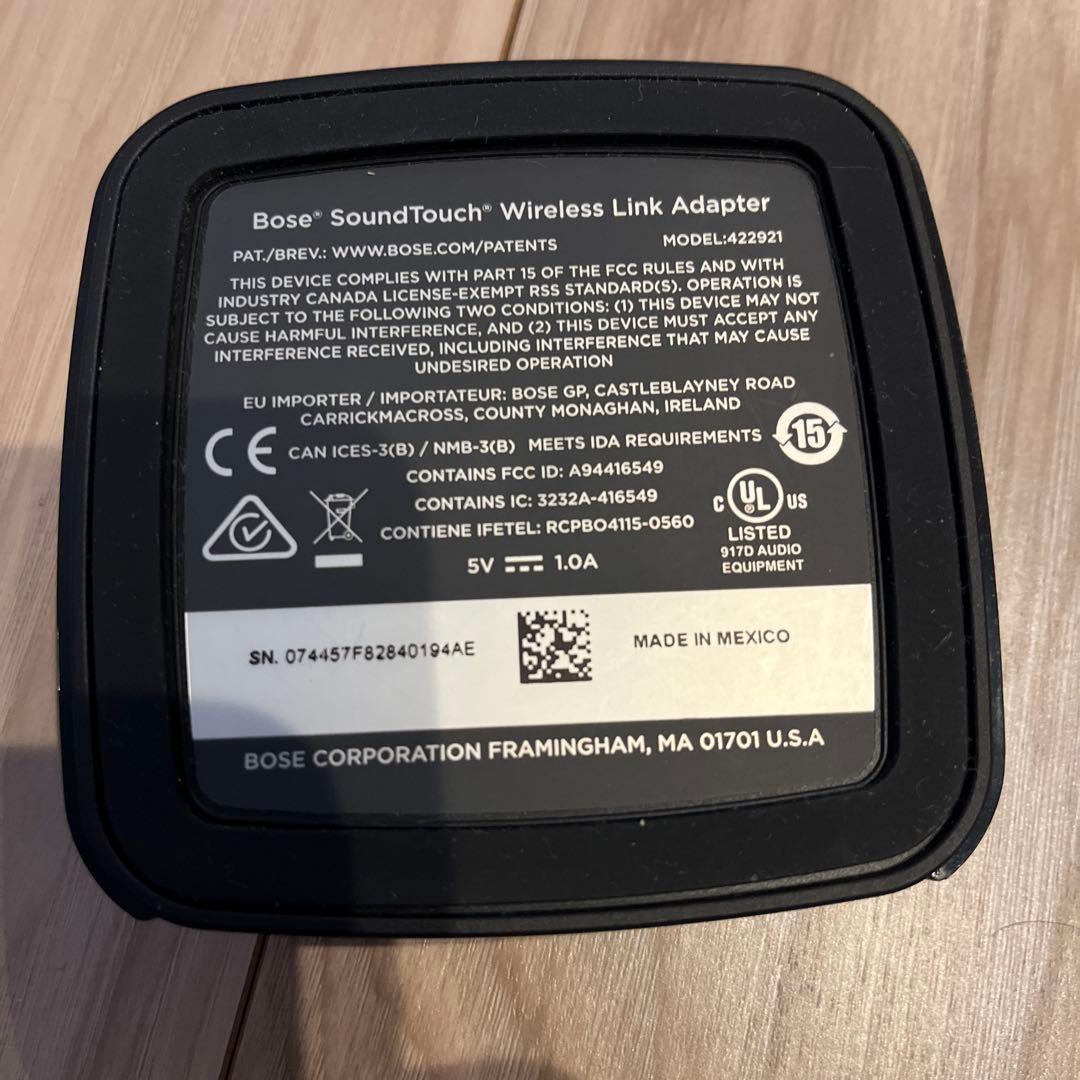 Bose® SoundTouch® Wireless Link Adapter
PAT./BREV.: WWW.BOSE.COM/PATENTS MODEL:422921
THIS DEVICE COMPLIES WITH PART 15 OF THE FCC RULES AND WITH
INDUSTRY CANADA LICENSE-EXEMPT RSS STANDARD(S). OPERATION IS
SUBJECT TO THE FOLLOWING TWO CONDITIONS: (1) THIS DEVICE MAY NOT
CAUSE HARMFUL INTERFERENCE, AND (2) THIS DEVICE MUST ACCEPT ANY
INTERFERENCE RECEIVED, INCLUDING INTERFERENCE THAT MAY CAUSE
UNDESIRED OPERATION
EU IMPORTER / IMPORTATEUR: BOSE GP, CASTLEBLAYNEY ROAD
CARRICKMACROSS, COUNTY MONAGHAN, IRELAND
CE CAN ICES-3(B) / NMB-3(B) MEETS IDA REQUIREMENTS 15
CONTAINS FCC ID: A94416549
CONTAINS IC: 3232A-416549
CONTIENE IFETEL: RCPBO4115-0560
C UL® US
LISTED
917D AUDIO
EQUIPMENT
5V ⎓ 1.0A
SN. 074457F82840194AE MADE IN MEXICO
BOSE CORPORATION FRAMINGHAM, MA 01701 U.S.A